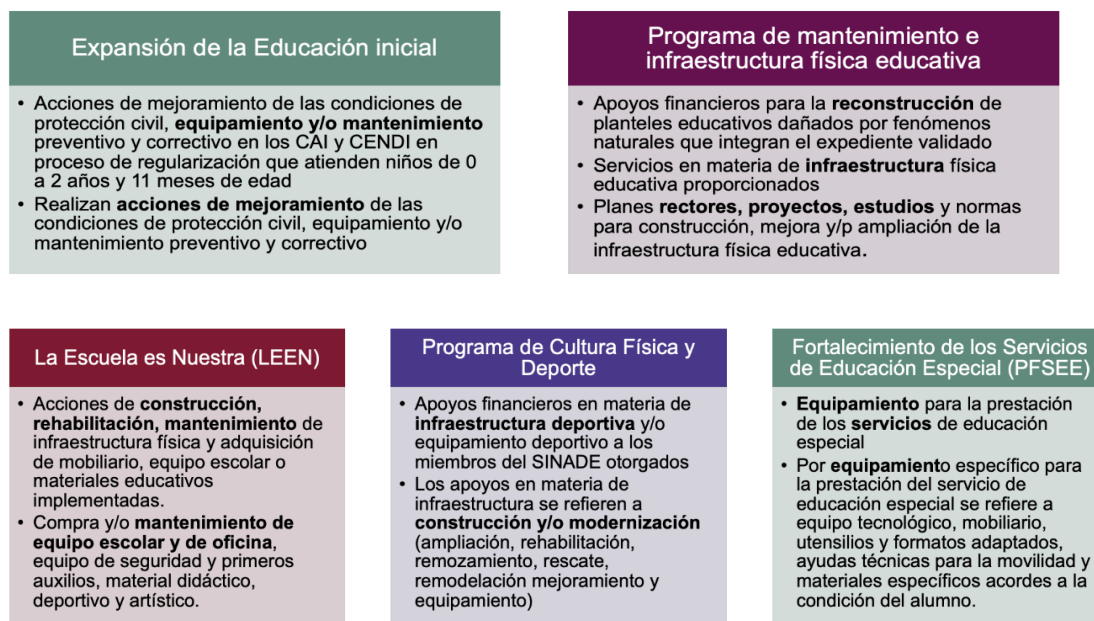 Expansión de la Educación inicial
• Acciones de mejoramiento de las condiciones de
protección civil, equipamiento y/o mantenimiento
preventivo y correctivo en los CAI y CENDI en
proceso de regularización que atienden niños de 0
a 2 años y 11 meses de edad
• Realizan acciones de mejoramiento de las
condiciones de protección civil, equipamiento y/o
mantenimiento preventivo y correctivo
Programa de mantenimiento e
infraestructura física educativa
• Apoyos financieros para la reconstrucción de
planteles educativos dañados por fenómenos
naturales que integran el expediente validado
• Servicios en materia de infraestructura física
educativa proporcionados
• Planes rectores, proyectos, estudios y normas
para construcción, mejora y/p ampliación de la
infraestructura física educativa.
La Escuela es Nuestra (LEEN)
• Acciones de construcción,
rehabilitación, mantenimiento de
infraestructura física y adquisición
de mobiliario, equipo escolar o
materiales educativos
implementadas.
• Compra y/o mantenimiento de
equipo escolar y de oficina,
equipo de seguridad y primeros
auxilios, material didáctico,
deportivo y artístico.
Programa de Cultura Física y
Deporte
• Apoyos financieros en materia de
infraestructura deportiva y/o
equipamiento deportivo a los
miembros del SINADE otorgados
• Los apoyos en materia de
infraestructura se refieren a
construcción y/o modernización
(ampliación, rehabilitación,
remozamiento, rescate,
remodelación mejoramiento y
equipamiento)
Fortalecimiento de los Servicios
de Educación Especial (PFSEE)
• Equipamiento para la prestación
de los servicios de educación
especial
• Por equipamiento específico para
la prestación del servicio de
educación especial se refiere a
equipo tecnológico, mobiliario,
utensilios y formatos adaptados,
ayudas técnicas para la movilidad y
materiales específicos acordes a la
condición del alumno.